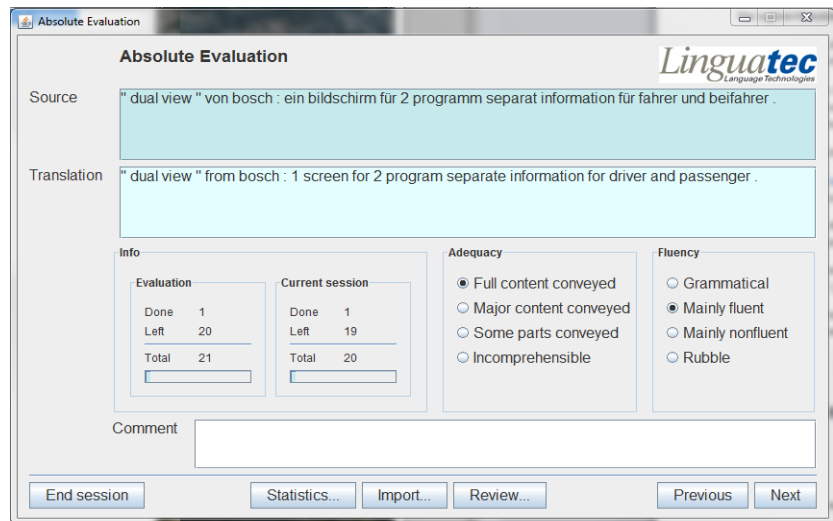 Absolute Evaluation
Absolute Evaluation
Linguatec
Language Technologies
Source
" dual view " von bosch : ein bildschirm für 2 programm separat information für fahrer und beifahrer .
Translation
" dual view " from bosch : 1 screen for 2 program separate information for driver and passenger .
Info
Evaluation
Done 1
Left 20
Total 21
Current session
Done 1
Left 19
Total 20
Adequacy
Full content conveyed
Major content conveyed
Some parts conveyed
Incomprehensible
Fluency
Grammatical
Mainly fluent
Mainly nonfluent
Rubble
Comment
End session
Statistics...
Import...
Review...
Previous
Next